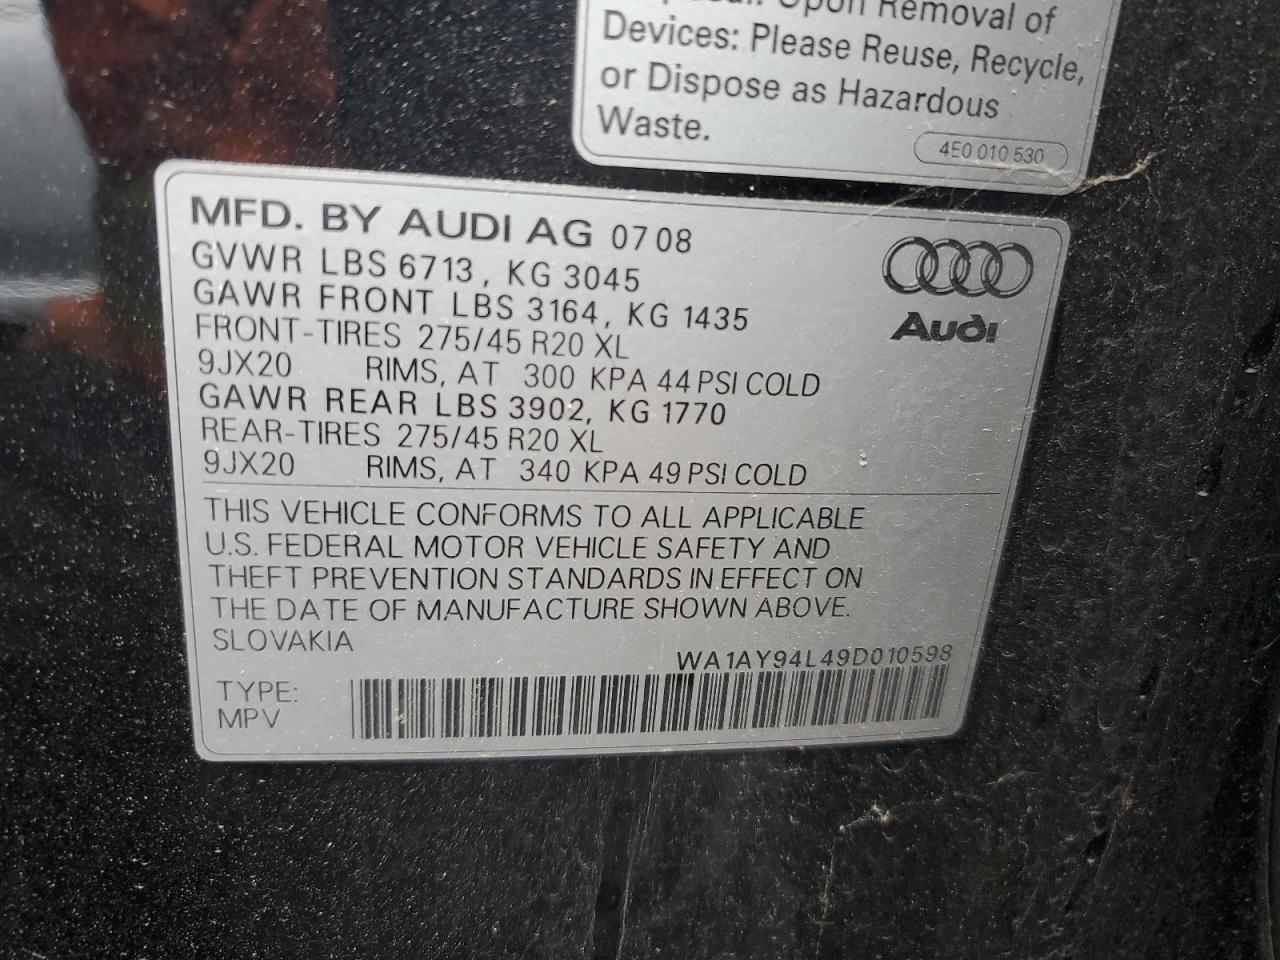 Upon Removal of
Devices: Please Reuse, Recycle,
or Dispose as Hazardous
Waste.
4E0 010 530
MFD. BY AUDI AG 07 08
GVWR LBS 6713, KG 3045
GAWR FRONT LBS 3164, KG 1435
FRONT-TIRES 275/45 R20 XL
9JX20 RIMS, AT 300 KPA 44 PSI COLD
GAWR REAR LBS 3902, KG 1770
REAR-TIRES 275/45 R20 XL
9JX20 RIMS, AT 340 KPA 49 PSI COLD
Audi
THIS VEHICLE CONFORMS TO ALL APPLICABLE
U.S. FEDERAL MOTOR VEHICLE SAFETY AND
THEFT PREVENTION STANDARDS IN EFFECT ON
THE DATE OF MANUFACTURE SHOWN ABOVE.
SLOVAKIA
WA1AY94L49D010598
TYPE:
MPV